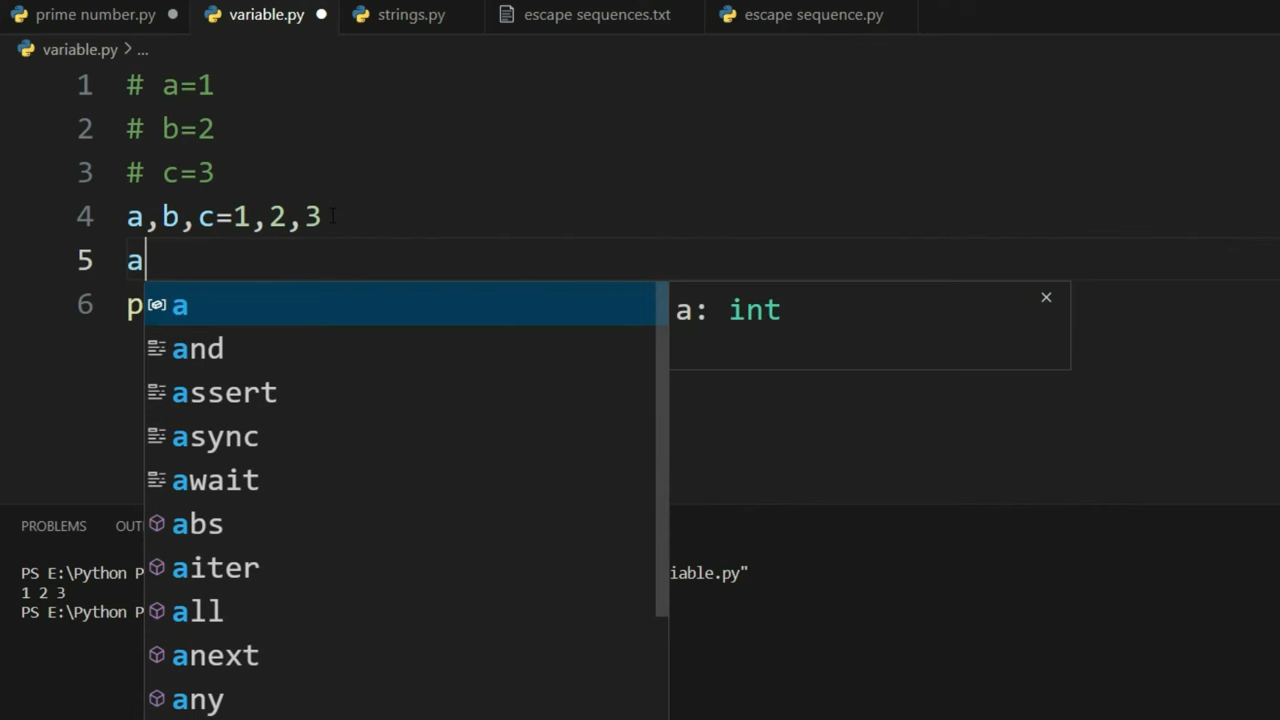 prime number.py variable.py strings.py escape sequences.txt escape sequence.py
variable.py > ...
1 # a=1
2 # b=2
3 # c=3
4 a,b,c=1,2,3
5 a
6 p
a
a: int
and
assert
async
await
abs
aiter
all
anext
any
PROBLEMS OUT
PS E:\Python P iable.py"
1 2 3
PS E:\Python P